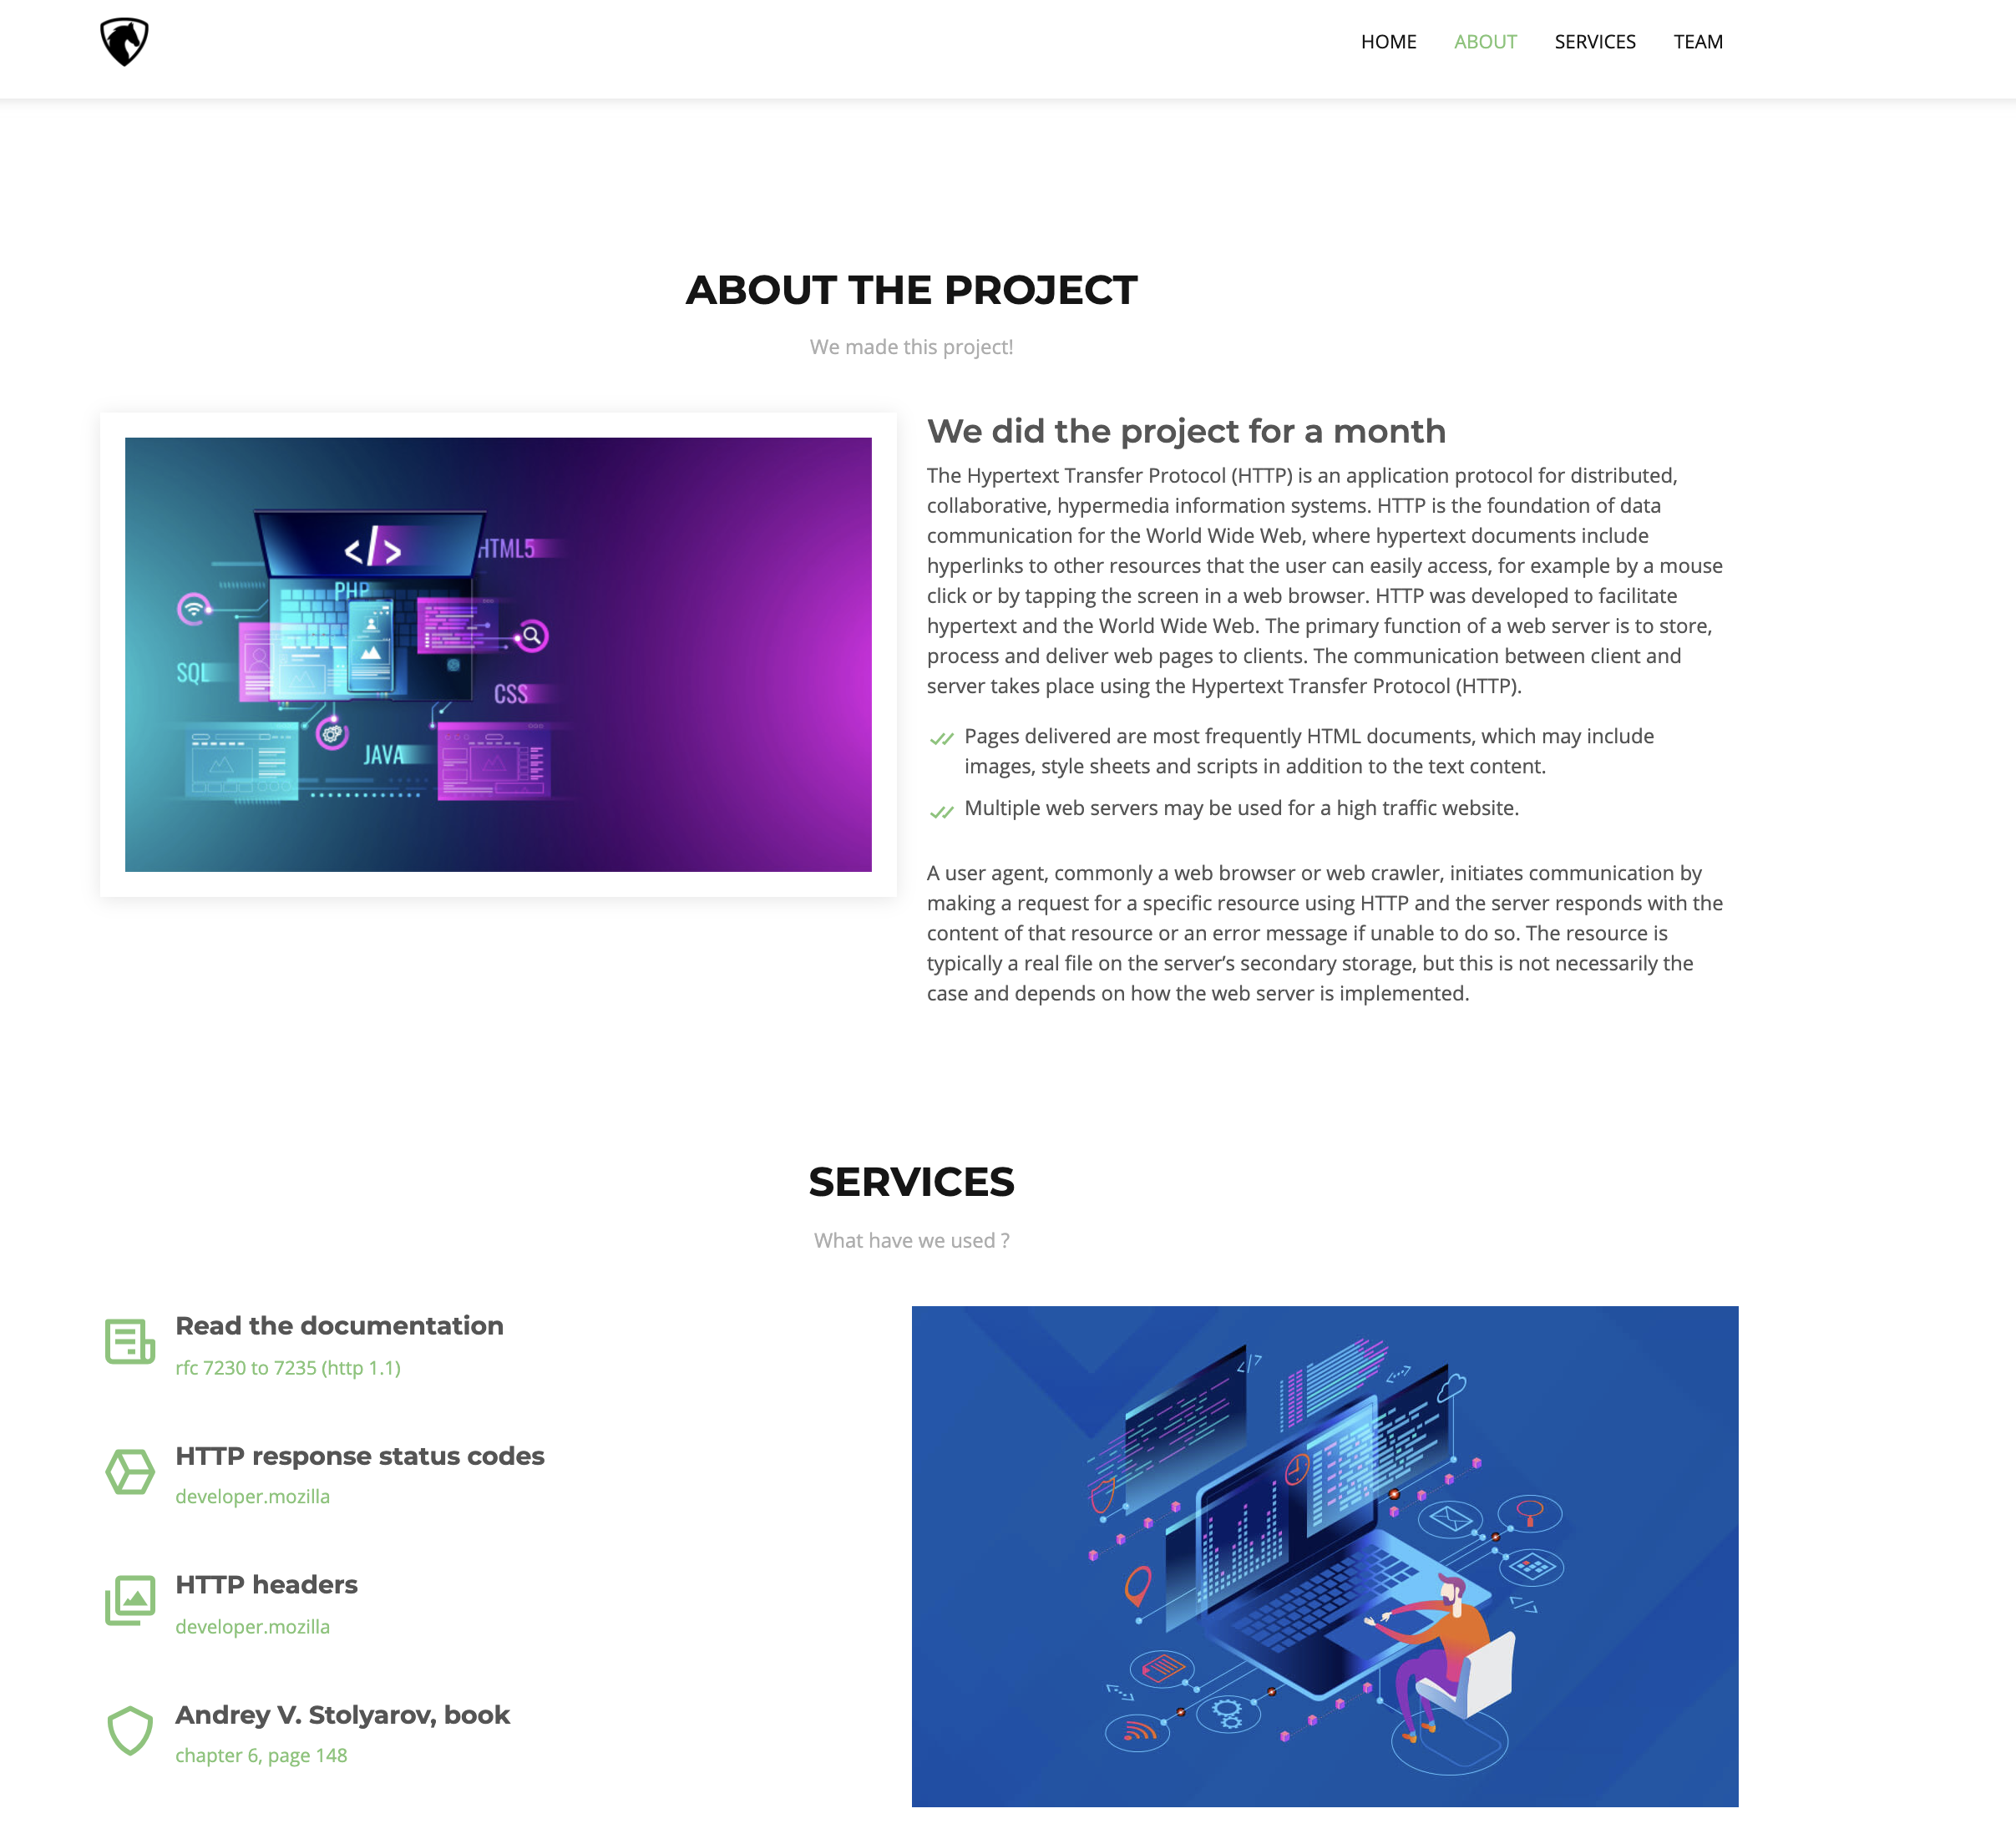 HOME ABOUT SERVICES TEAM
ABOUT THE PROJECT
We made this project!
</>
HTML5
PHP
SQL
CSS
JAVA
We did the project for a month
The Hypertext Transfer Protocol (HTTP) is an application protocol for distributed,
collaborative, hypermedia information systems. HTTP is the foundation of data
communication for the World Wide Web, where hypertext documents include
hyperlinks to other resources that the user can easily access, for example by a mouse
click or by tapping the screen in a web browser. HTTP was developed to facilitate
hypertext and the World Wide Web. The primary function of a web server is to store,
process and deliver web pages to clients. The communication between client and
server takes place using the Hypertext Transfer Protocol (HTTP).
Pages delivered are most frequently HTML documents, which may include
images, style sheets and scripts in addition to the text content.
Multiple web servers may be used for a high traffic website.
A user agent, commonly a web browser or web crawler, initiates communication by
making a request for a specific resource using HTTP and the server responds with the
content of that resource or an error message if unable to do so. The resource is
typically a real file on the server’s secondary storage, but this is not necessarily the
case and depends on how the web server is implemented.
SERVICES
What have we used ?
Read the documentation
rfc 7230 to 7235 (http 1.1)
HTTP response status codes
developer.mozilla
HTTP headers
developer.mozilla
Andrey V. Stolyarov, book
chapter 6, page 148
</>
<...>
</>
<...>